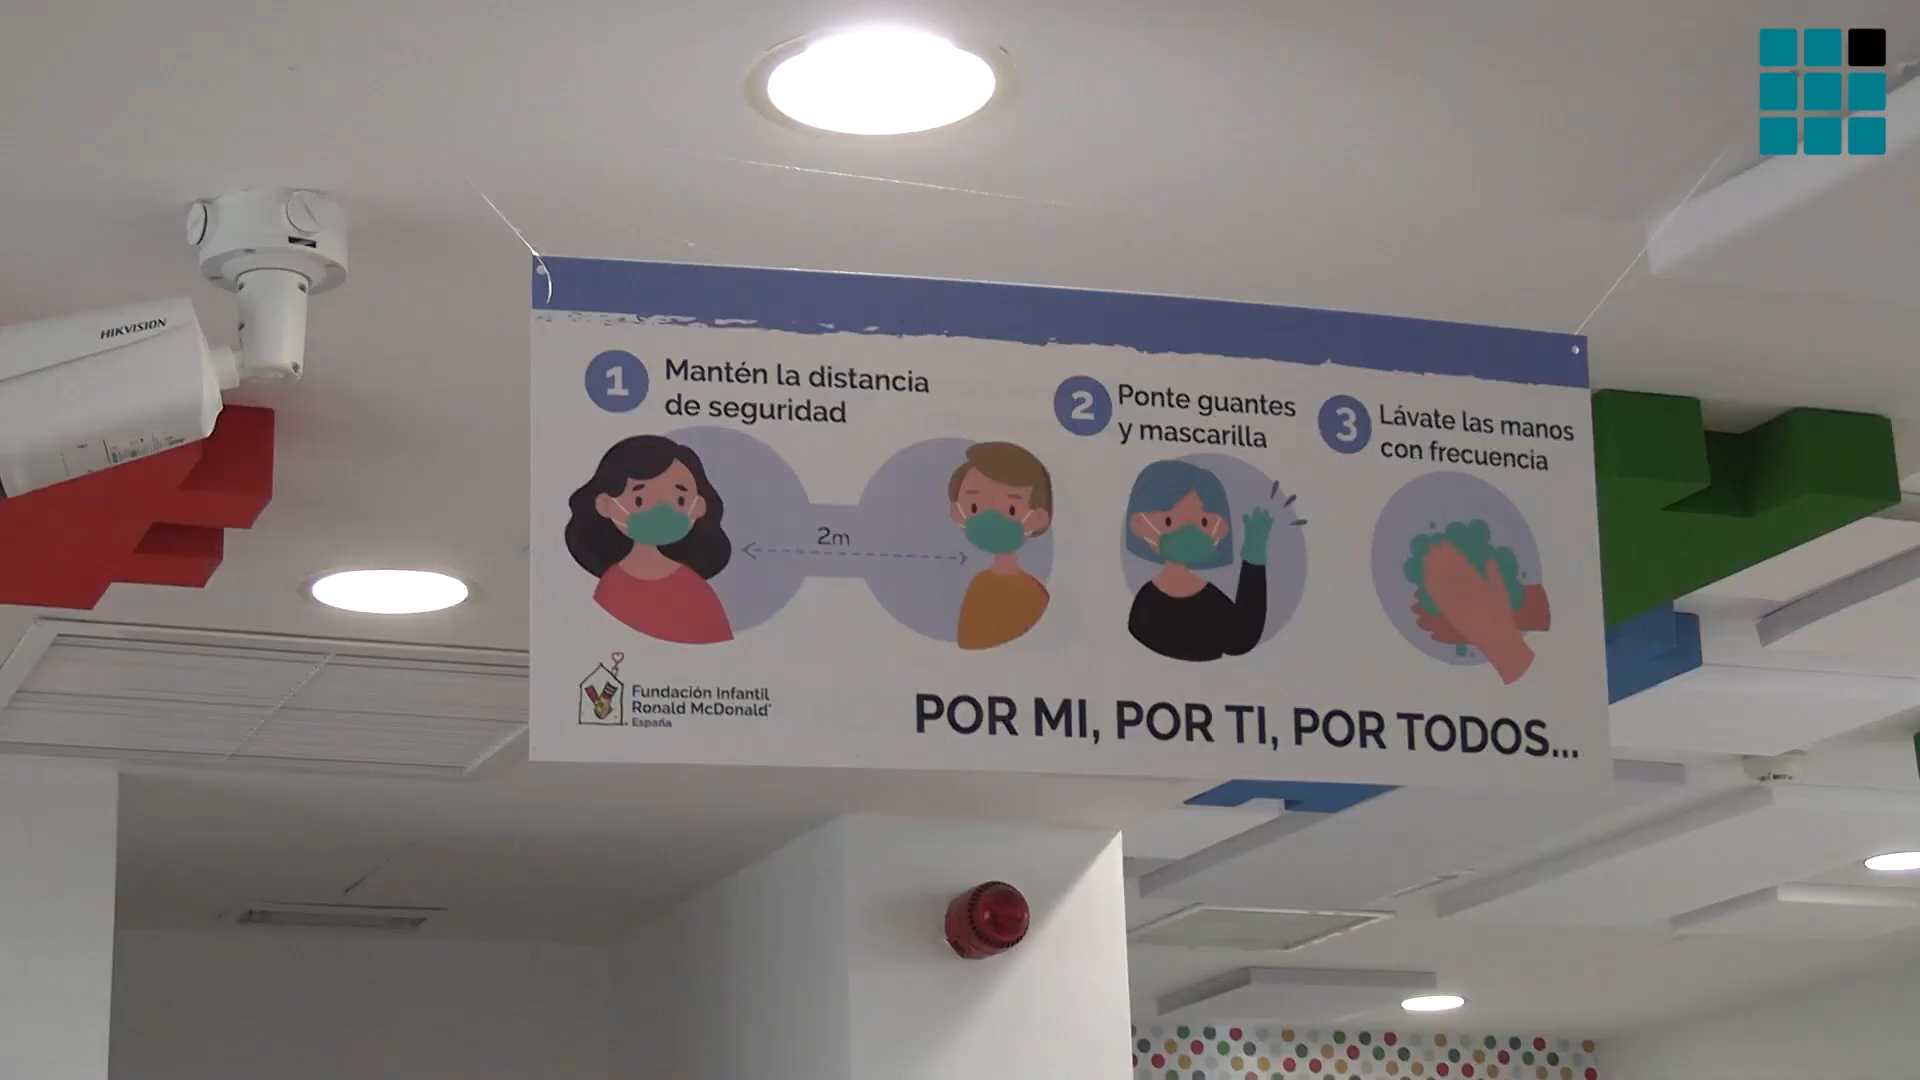 HIKVISION
1
Mantén la distancia
de seguridad
2
Ponte guantes
y mascarilla
3
Lávate las manos
con frecuencia
2m
Fundación Infantil
Ronald McDonald®
España
POR MI, POR TI, POR TODOS...